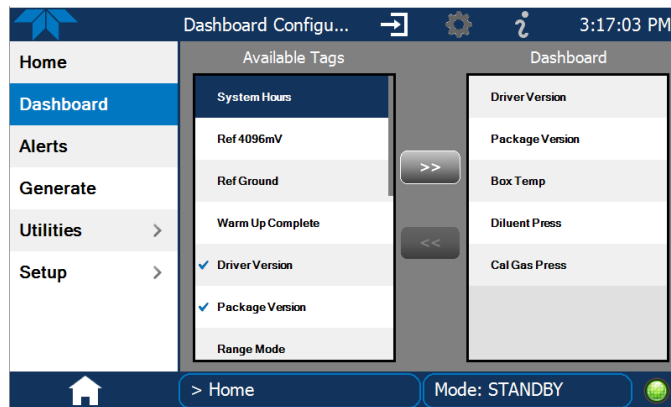 Dashboard Configu... 3:17:03 PM
Home
Dashboard
Alerts
Generate
Utilities >
Setup >
Available Tags
System Hours
Ref 4096mV
Ref Ground
Warm Up Complete
Driver Version
Package Version
Range Mode
>>
<<
Dashboard
Driver Version
Package Version
Box Temp
Diluent Press
Cal Gas Press
> Home
Mode: STANDBY